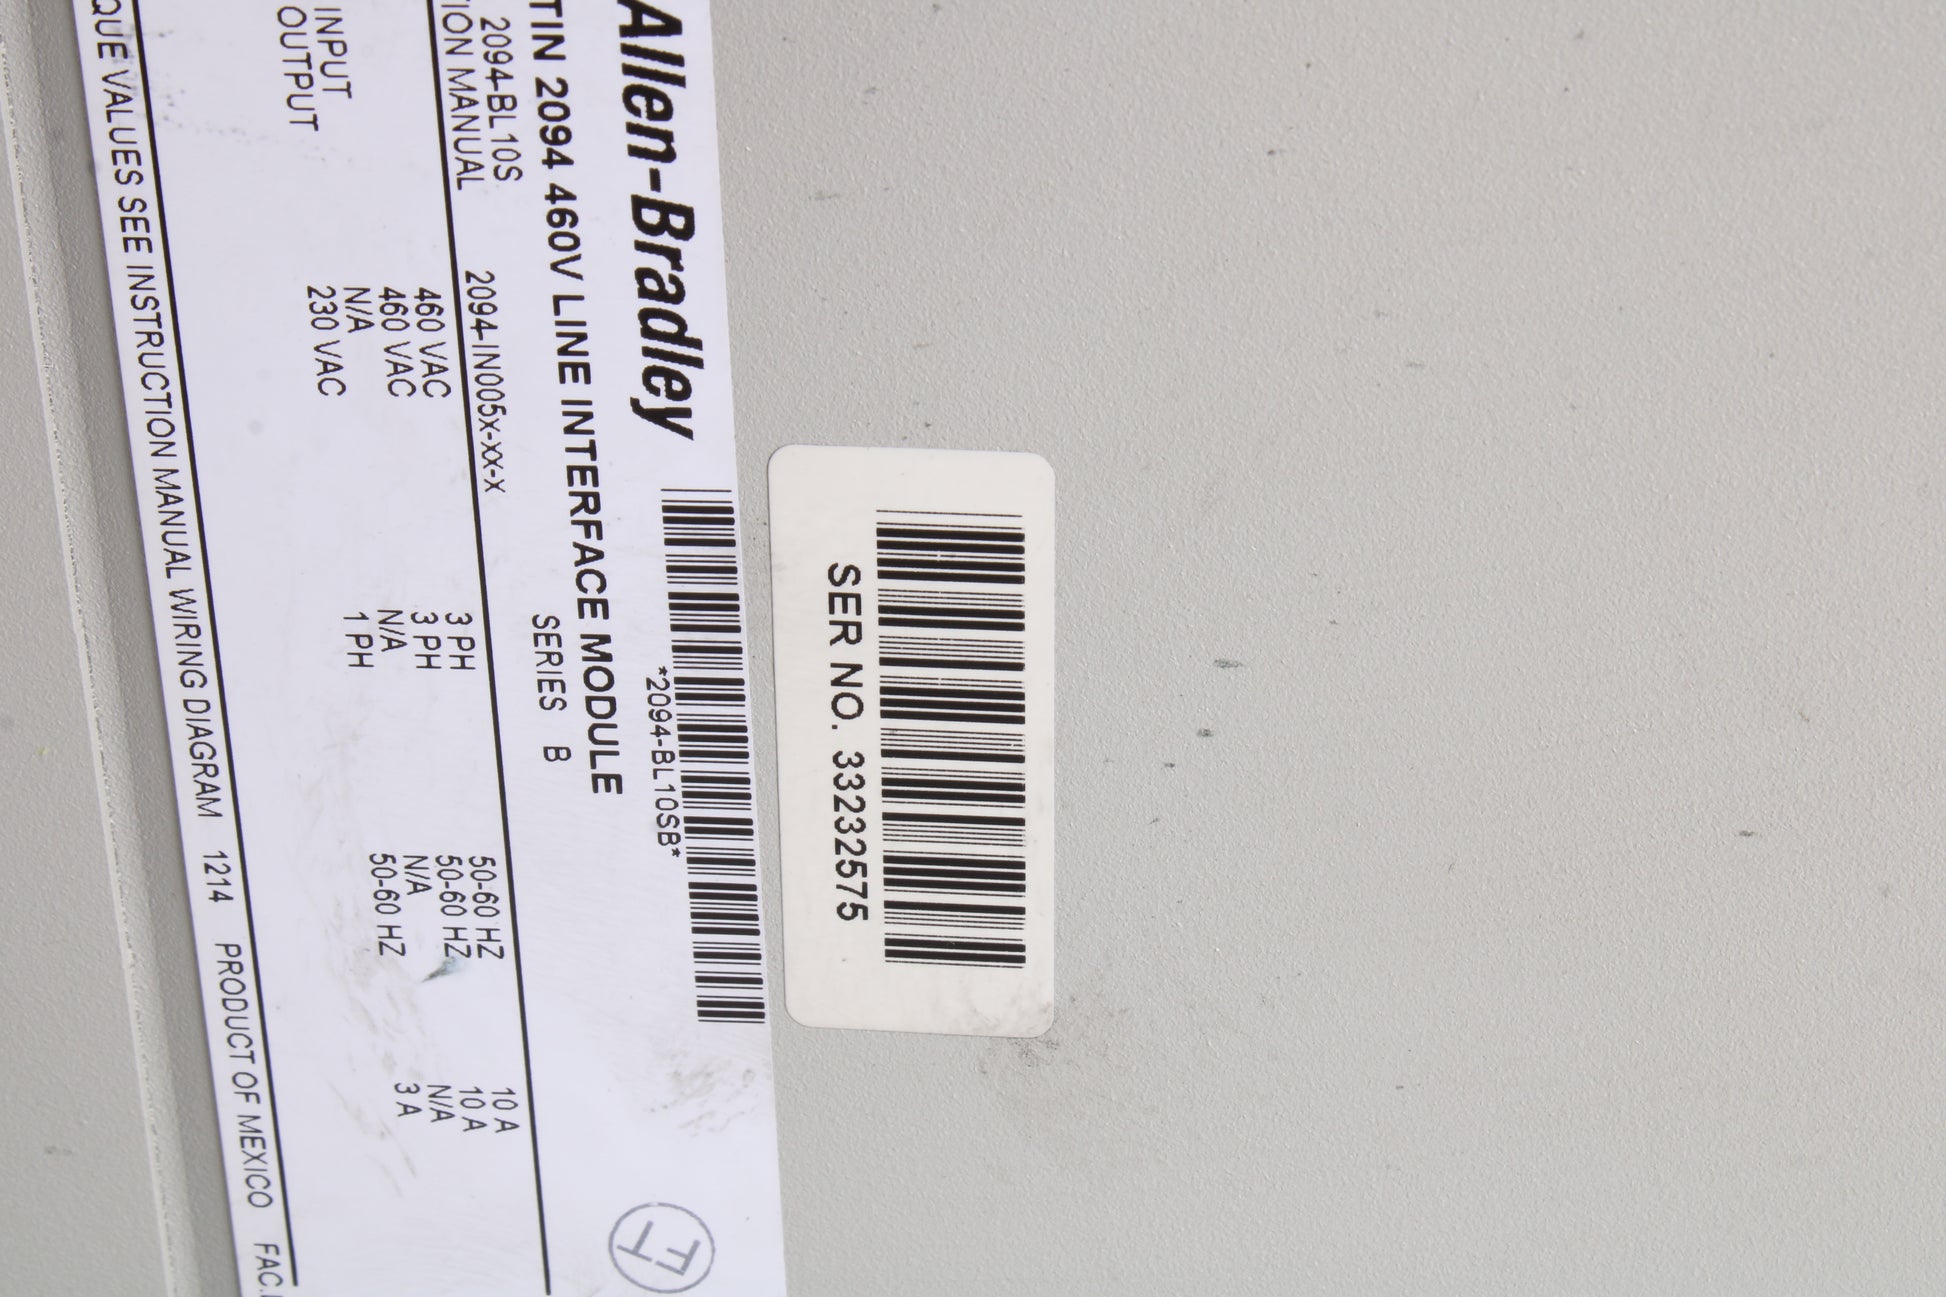 SER NO. 33232575
Allen-Bradley
*2094-BL10SB*
TIN 2094 460V LINE INTERFACE MODULE
2094-BL10S SERIES B
ION MANUAL 2094-IN005x-xx-x
460 VAC 3 PH 50-60 HZ 10 A
460 VAC 3 PH 50-60 HZ 10 A
INPUT N/A N/A N/A N/A
OUTPUT 230 VAC 1 PH 50-60 HZ 3 A
QUE VALUES SEE INSTRUCTION MANUAL WIRING DIAGRAM 1214 PRODUCT OF MEXICO FAC.
FT